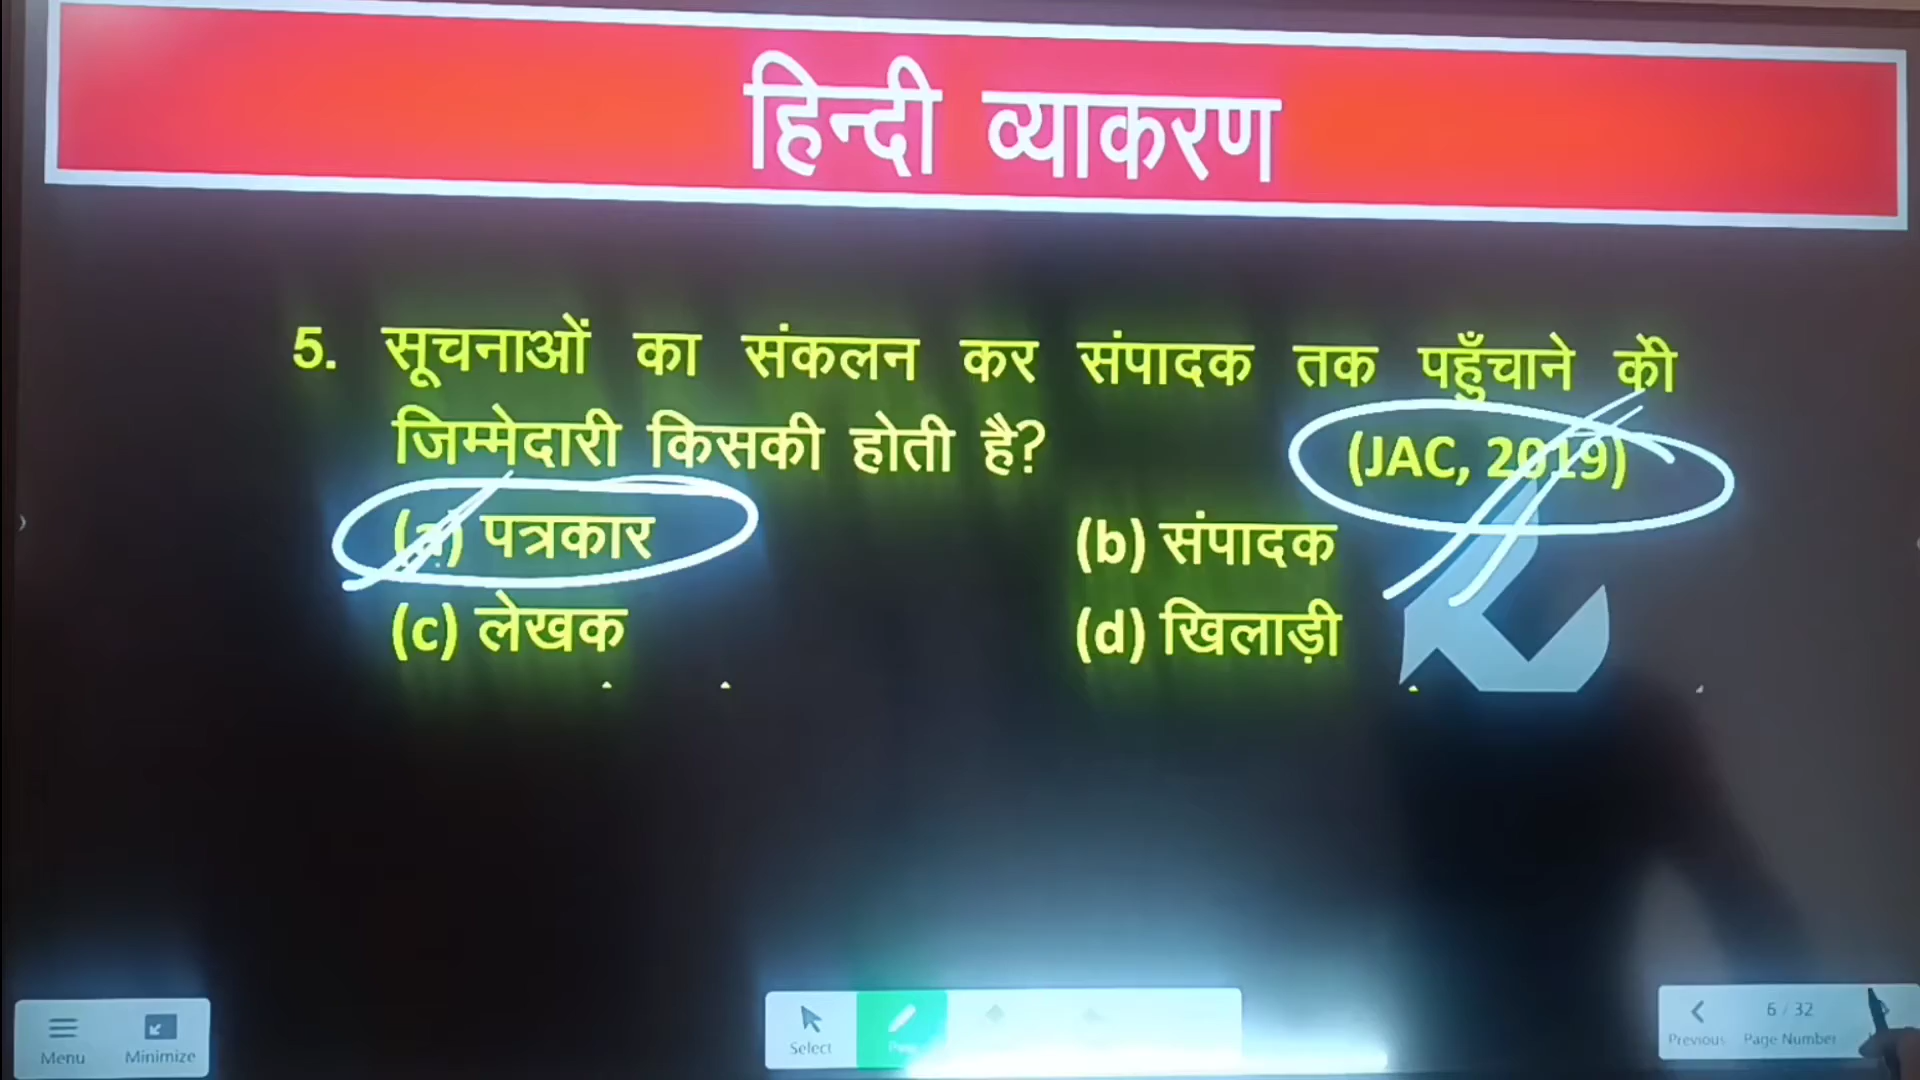 हिन्दी व्याकरण
5. सूचनाओं का संकलन कर संपादक तक पहुँचाने की
जिम्मेदारी किसकी होती है? (JAC, 2019)
(a) पत्रकार (b) संपादक
(c) लेखक (d) खिलाड़ी
Select
Menu Minimize
6 / 32
Previous Page Number